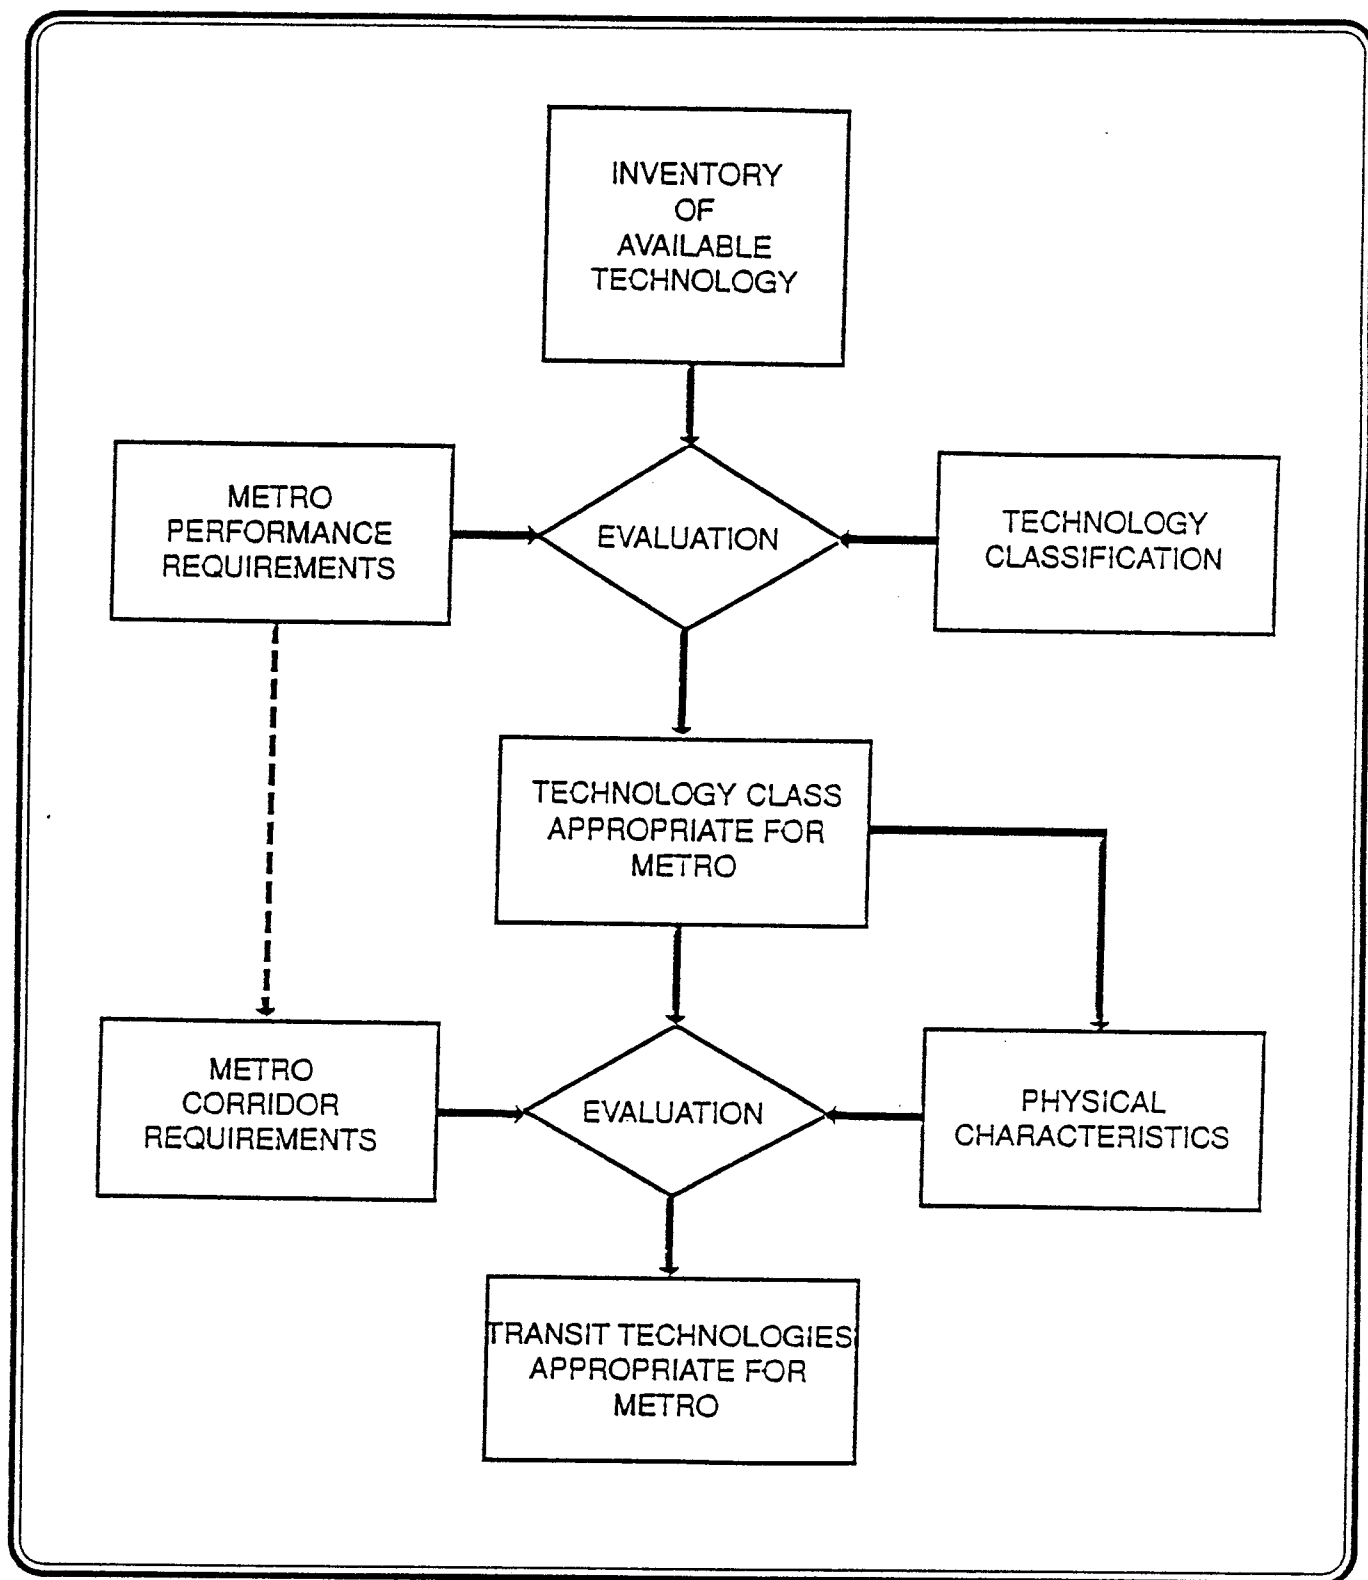 INVENTORY
OF
AVAILABLE
TECHNOLOGY
METRO
PERFORMANCE
REQUIREMENTS
EVALUATION
TECHNOLOGY
CLASSIFICATION
TECHNOLOGY CLASS
APPROPRIATE FOR
METRO
METRO
CORRIDOR
REQUIREMENTS
EVALUATION
PHYSICAL
CHARACTERISTICS
TRANSIT TECHNOLOGIES
APPROPRIATE FOR
METRO